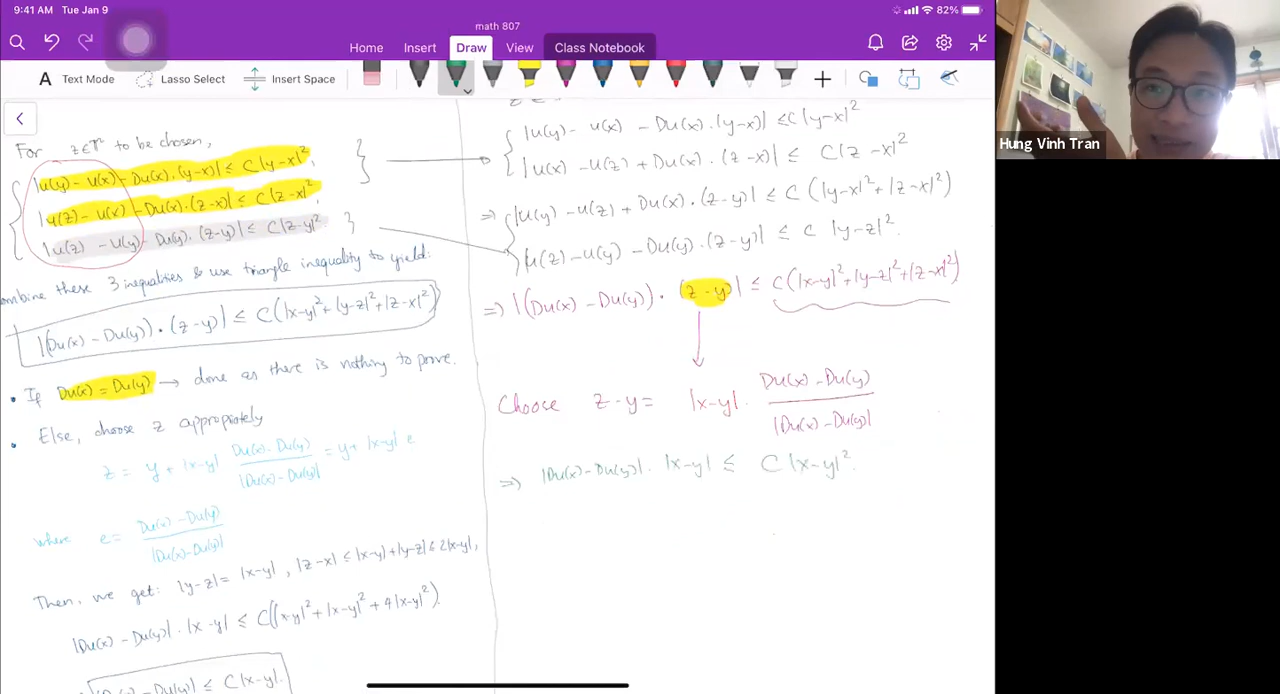 9:41 AM Tue Jan 9
82%
math 807
Home Insert Draw View Class Notebook
Text Mode Lasso Select Insert Space
Hung Vinh Tran
For z∈ to be chosen,
|u(y) - u(x) - Du(x)·(y-x)| ≤ C|y-x|²,
|u(z) - u(x) - Du(x)·(z-x)| ≤ C|z-x|²,
|u(z) - u(y) - Du(y)·(z-y)| ≤ C|z-y|².
ombine these 3 inequalities & use triangle inequality to yield:
|(Du(x) - Du(y))·(z-y)| ≤ C(|x-y|²+|y-z|²+|z-x|²)
• If Du(x) = Du(y) → done as there is nothing to prove.
• Else, choose z appropriately
z = y + |x-y| Du(x) - Du(y) / |Du(x) - Du(y)| = y + |x-y| e
where e = Du(x) - Du(y) / |Du(x) - Du(y)|
Then, we get: |y-z| = |x-y|, |z-x| ≤ |x-y| + |y-z| ≤ 2|x-y|,
|Du(x) - Du(y)|·|x-y| ≤ C(|x-y|² + |x-y|² + 4|x-y|²).
- Du(y)| ≤ C|x-y|.
{ |u(y) - u(x) - Du(x)·(y-x)| ≤ C|y-x|²
|u(x) - u(z) + Du(x)·(z-x)| ≤ C|z-x|²
⇒ { |u(y) - u(z) + Du(x)·(z-y)| ≤ C(|y-x|²+|z-x|²)
|u(z) - u(y) - Du(y)·(z-y)| ≤ C |y-z|².
⇒ |(Du(x) - Du(y))·(z-y)| ≤ C(|x-y|²+|y-z|²+|z-x|²)
Choose z-y = |x-y|· Du(x) - Du(y) / |Du(x) - Du(y)|
⇒ |Du(x) - Du(y)|·|x-y| ≤ C|x-y|².